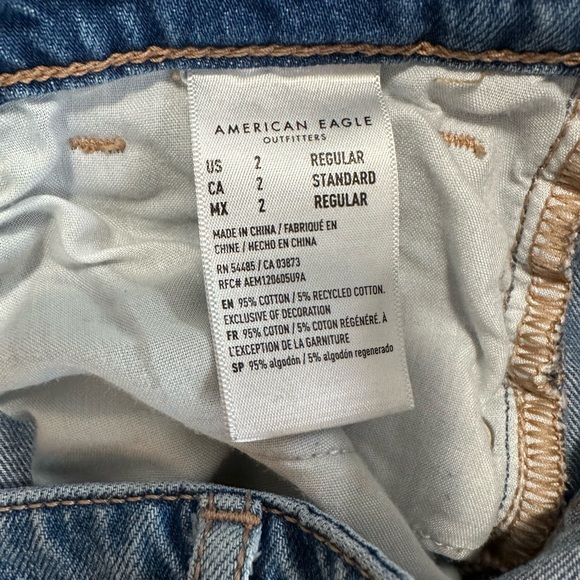 AMERICAN EAGLE
OUTFITTERS
US 2 REGULAR
CA 2 STANDARD
MX 2 REGULAR
MADE IN CHINA / FABRIQUÉ EN
CHINE / HECHO EN CHINA
RN 54485 / CA 03873
RFC# AEM120605U9A
EN 95% COTTON / 5% RECYCLED COTTON.
EXCLUSIVE OF DECORATION
FR 95% COTTON / 5% COTON RÉGÉNÉRÉ. À
L'EXCEPTION DE LA GARNITURE
SP 95% algodón / 5% algodón regenerado